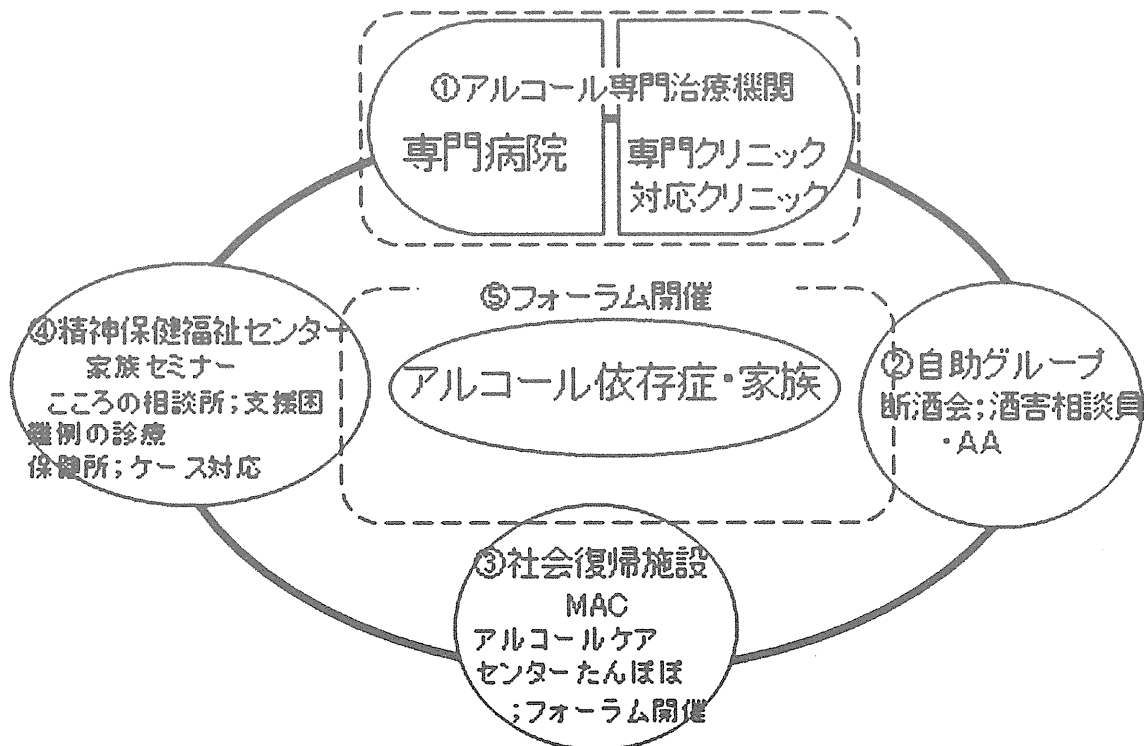 ①アルコール専門治療機関
専門病院
専門クリニック
対応クリニック
⑤フォーラム開催
アルコール依存症・家族
④精神保健福祉センター
家族セミナー
こころの相談所;支援困
難例の診療
保健所;ケース対応
②自助グループ
断酒会;酒害相談員
・AA
③社会復帰施設
MAC
アルコールケア
センターたんぽぽ
;フォーラム開催